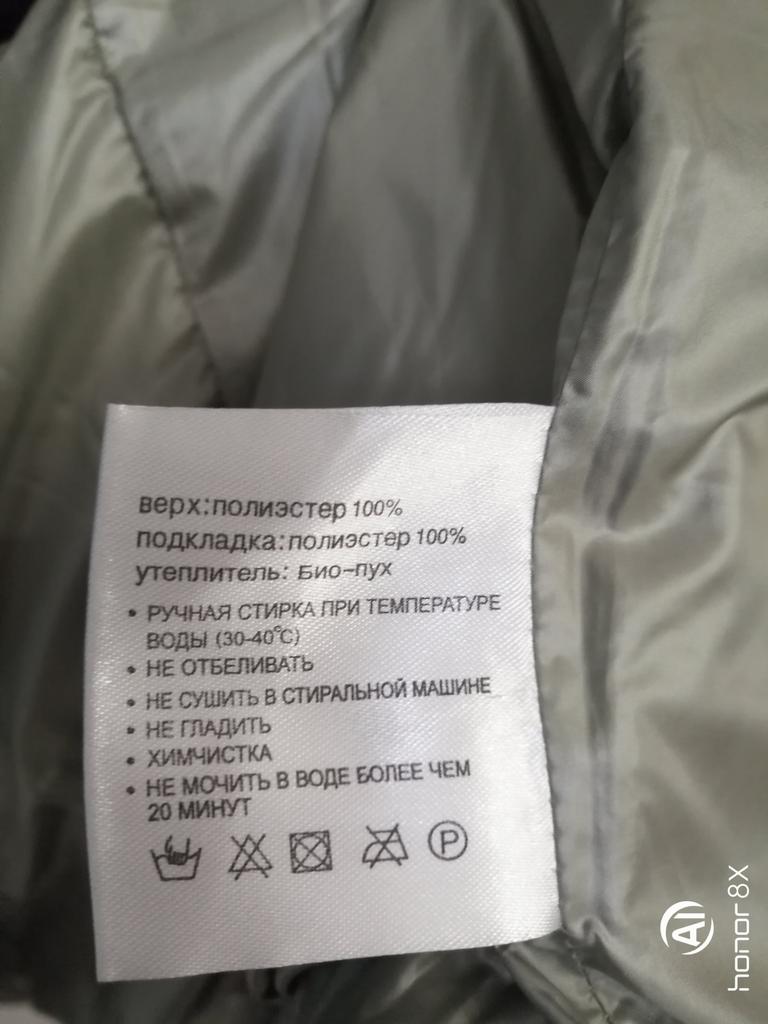 верх:полиэстер 100%
подкладка:полиэстер 100%
утеплитель: Био-пух
• РУЧНАЯ СТИРКА ПРИ ТЕМПЕРАТУРЕ
ВОДЫ (30-40°C)
• НЕ ОТБЕЛИВАТЬ
• НЕ СУШИТЬ В СТИРАЛЬНОЙ МАШИНЕ
• НЕ ГЛАДИТЬ
• ХИМЧИСТКА
• НЕ МОЧИТЬ В ВОДЕ БОЛЕЕ ЧЕМ
20 МИНУТ
P
AI
honor 8X